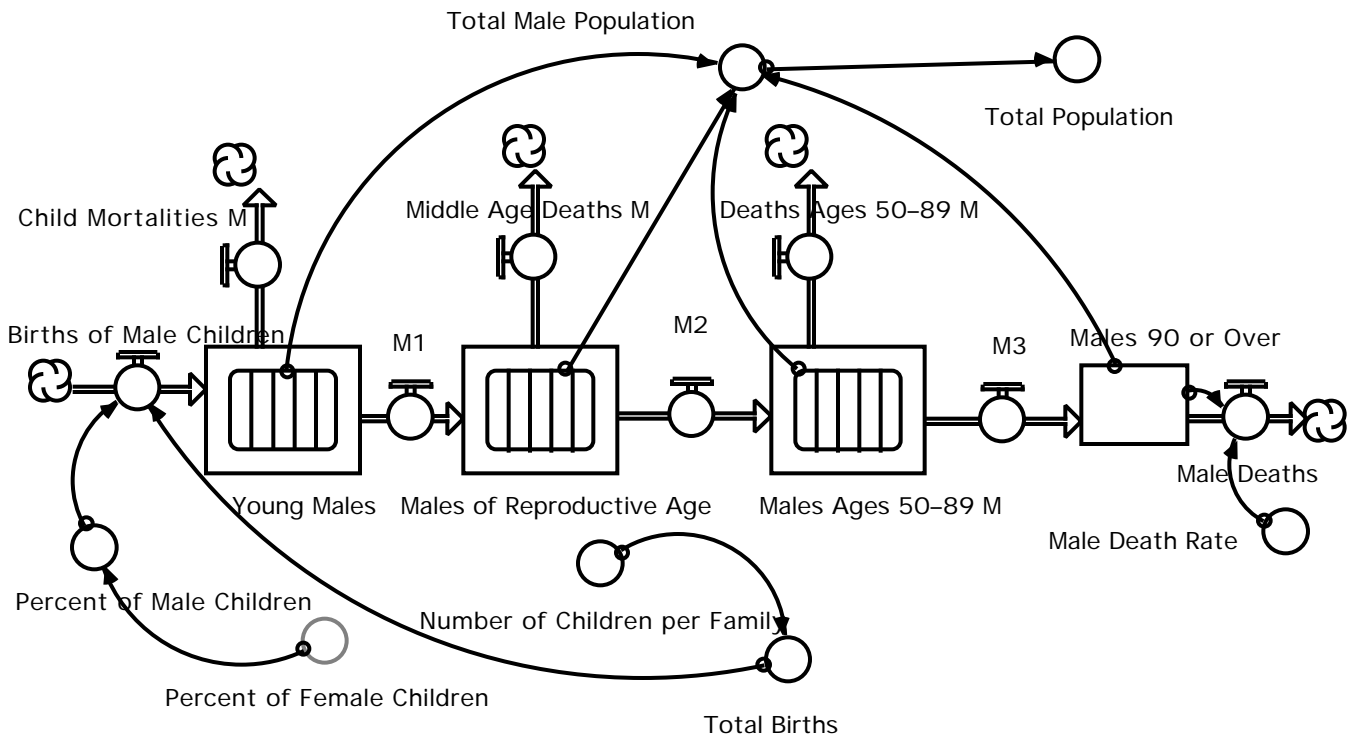 Total Male Population
Total Population
Child Mortalities M
Middle Age Deaths M
Deaths Ages 50–89 M
Births of Male Children
M1
M2
M3
Males 90 or Over
Male Deaths
Young Males
Males of Reproductive Age
Males Ages 50–89 M
Male Death Rate
Percent of Male Children
Number of Children per Family
Percent of Female Children
Total Births